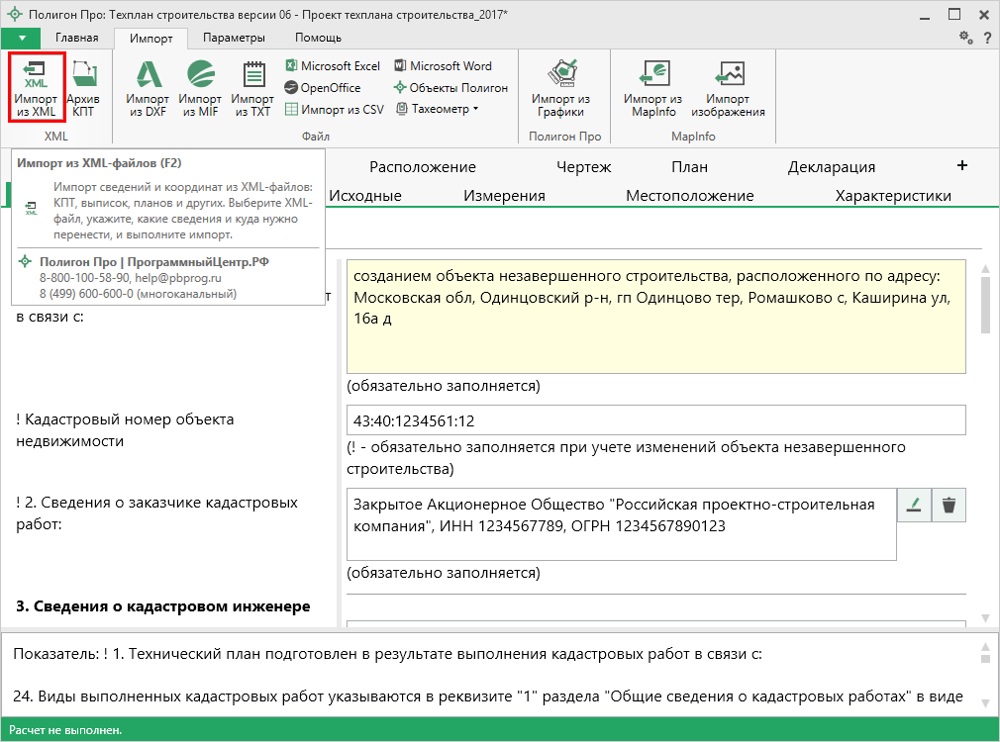 Полигон Про: Техплан строительства версии 06 - Проект техплана строительства_2017*
Главная Импорт Параметры Помощь
?
XML
Импорт из XML
Архив КПТ
Импорт из DXF
Импорт из MIF
Импорт из TXT
Microsoft Excel
OpenOffice
Импорт из CSV
Microsoft Word
Объекты Полигон
Тахеометр
Импорт из Графики
Импорт из MapInfo
Импорт изображения
XML Файл Полигон Про MapInfo
Импорт из XML-файлов (F2)
XML
Импорт сведений и координат из XML-файлов:
КПТ, выписок, планов и других. Выберите XML-
файл, укажите, какие сведения и куда нужно
перенести, и выполните импорт.
Полигон Про | ПрограммныйЦентр.РФ
8-800-100-58-90, help@pbprog.ru
8 (499) 600-600-0 (многоканальный)
Расположение Чертеж План Декларация +
Исходные Измерения Местоположение Характеристики
т
в связи с:
созданием объекта незавершенного строительства, расположенного по адресу:
Московская обл, Одинцовский р-н, гп Одинцово тер, Ромашково с, Каширина ул,
16а д
(обязательно заполняется)
! Кадастровый номер объекта
недвижимости
43:40:1234561:12
(! - обязательно заполняется при учете изменений объекта незавершенного
строительства)
! 2. Сведения о заказчике кадастровых
работ:
Закрытое Акционерное Общество "Российская проектно-строительная
компания", ИНН 1234567789, ОГРН 1234567890123
(обязательно заполняется)
3. Сведения о кадастровом инженере
Показатель: ! 1. Технический план подготовлен в результате выполнения кадастровых работ в связи с:
24. Виды выполненных кадастровых работ указываются в реквизите "1" раздела "Общие сведения о кадастровых работах" в виде
Расчет не выполнен.